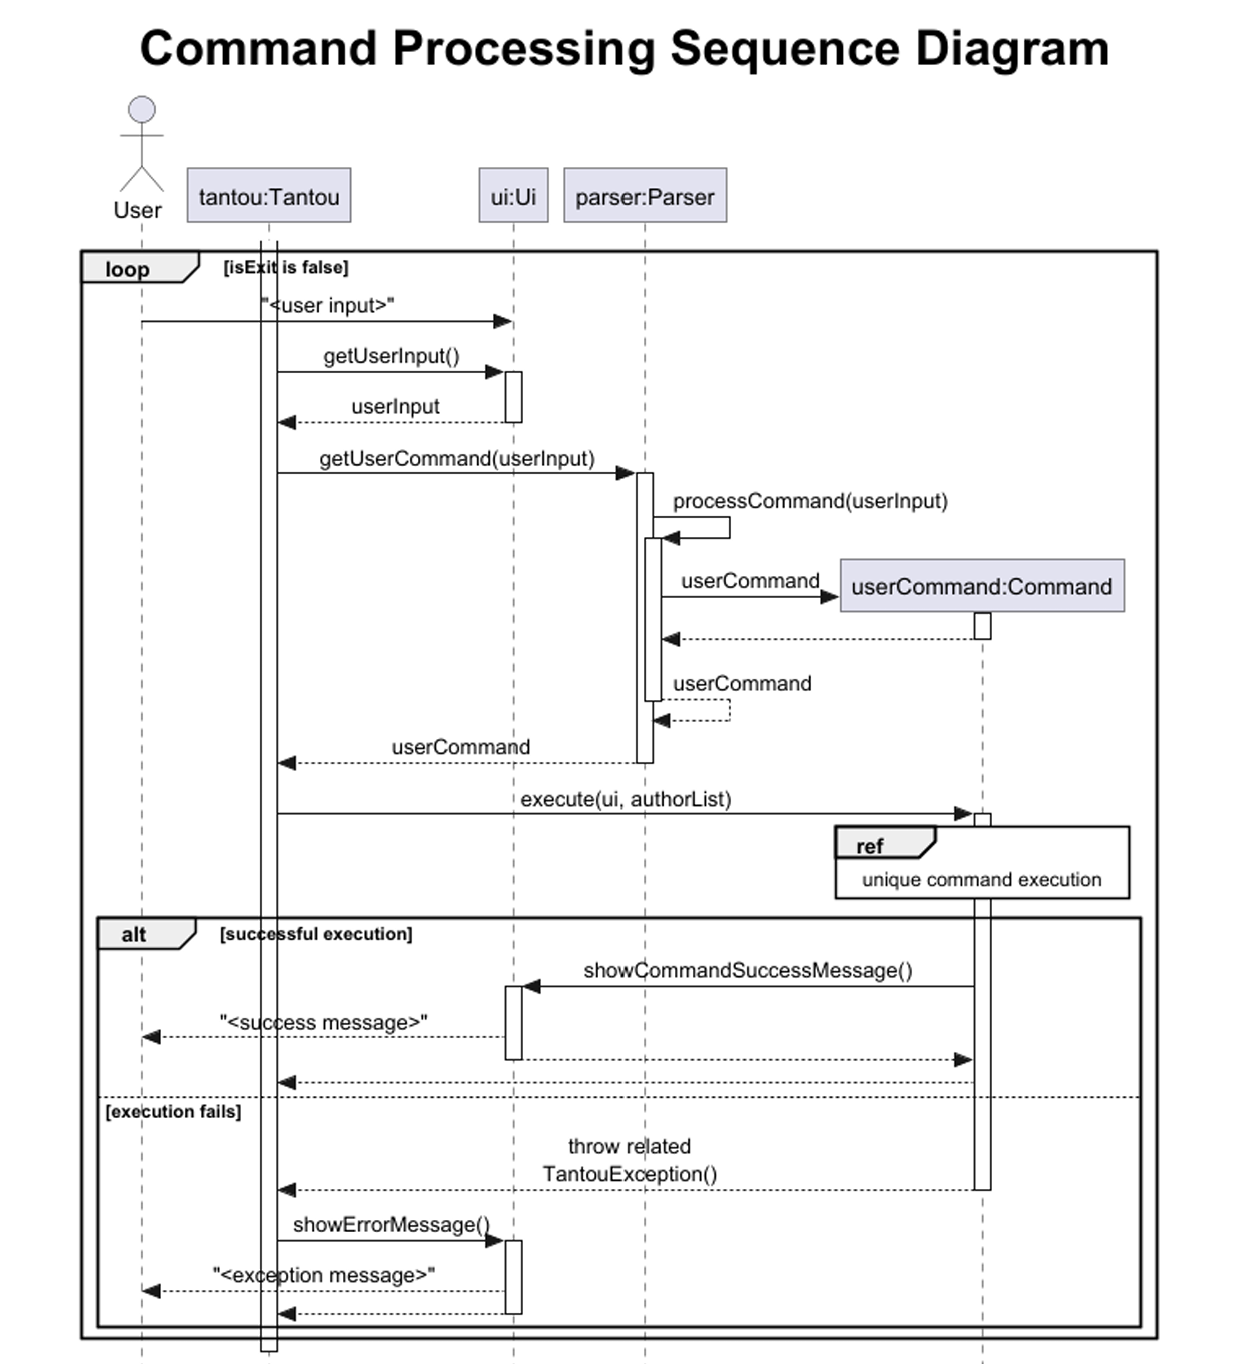 Command Processing Sequence Diagram
User
tantou:Tantou
ui:Ui
parser:Parser
loop
[isExit is false]
"<user input>"
getUserInput()
userInput
getUserCommand(userInput)
processCommand(userInput)
userCommand
userCommand:Command
userCommand
userCommand
execute(ui, authorList)
ref
unique command execution
alt
[successful execution]
showCommandSuccessMessage()
"<success message>"
[execution fails]
throw related
TantouException()
showErrorMessage()
"<exception message>"